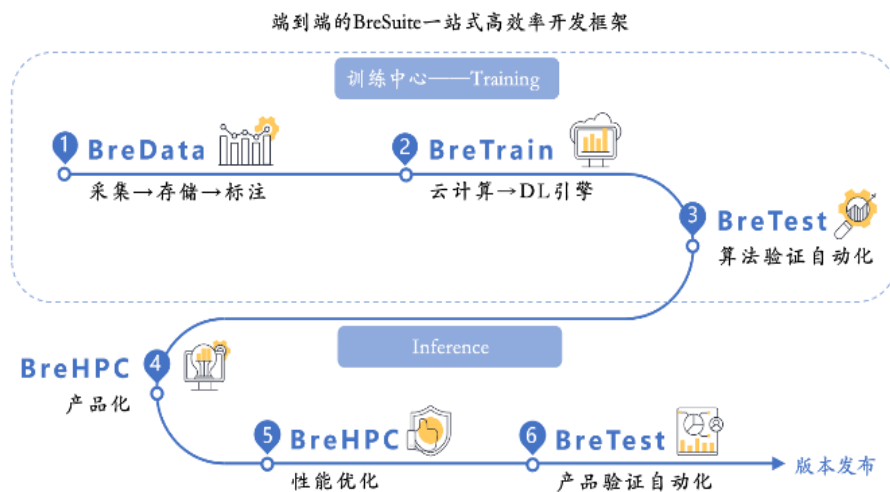 端到端的BreSuite一站式高效率开发框架
训练中心——Training
1 BreData
采集→存储→标注
2 BreTrain
云计算→DL引擎
3 BreTest
算法验证自动化
Inference
4 BreHPC
产品化
5 BreHPC
性能优化
6 BreTest
产品验证自动化
版本发布